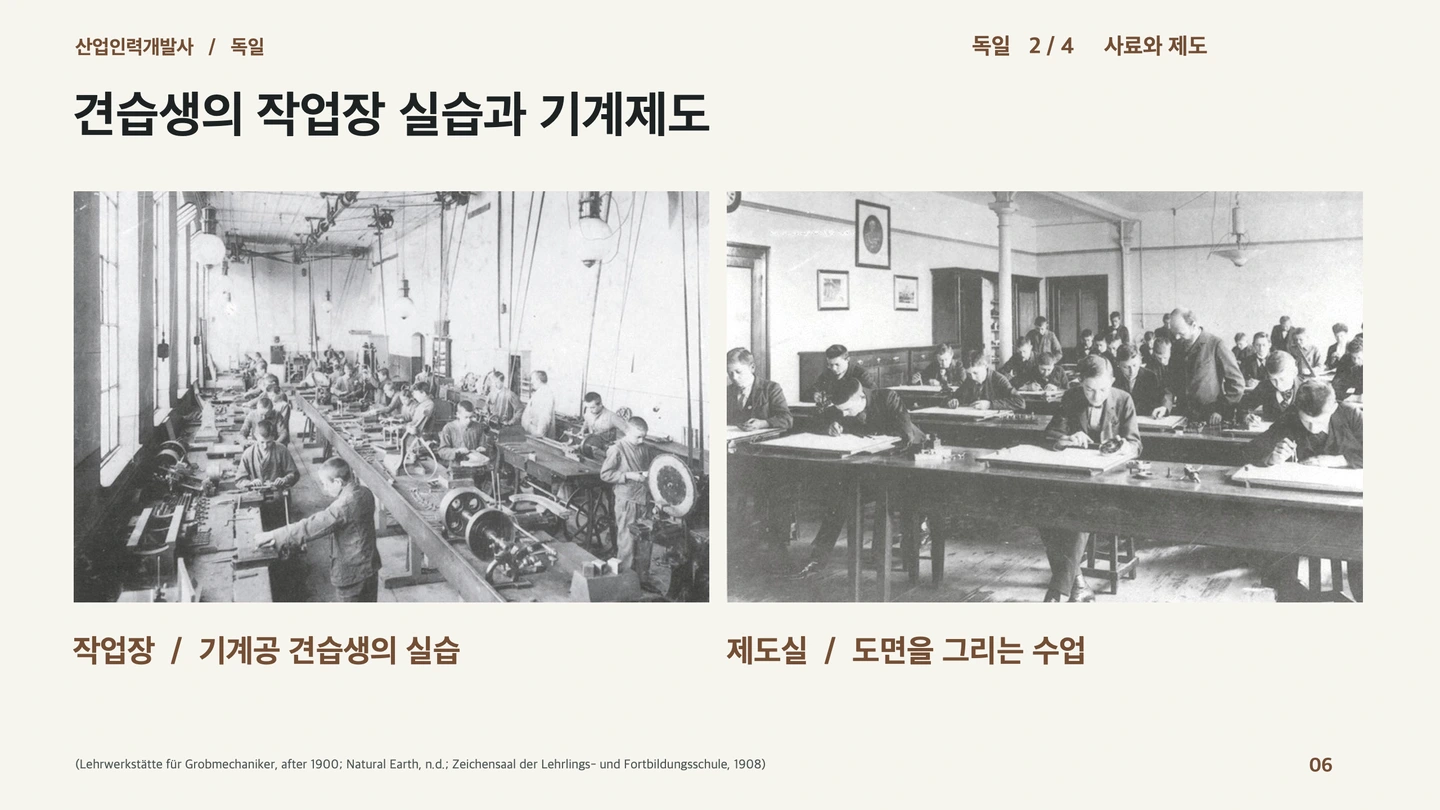 산업인력개발사 / 독일
독일 2 / 4 사료와 제도
견습생의 작업장 실습과 기계제도
작업장 / 기계공 견습생의 실습
제도실 / 도면을 그리는 수업
(Lehrwerkstätte für Grobmechaniker, after 1900; Natural Earth, n.d.; Zeichensaal der Lehrlings- und Fortbildungsschule, 1908)
06